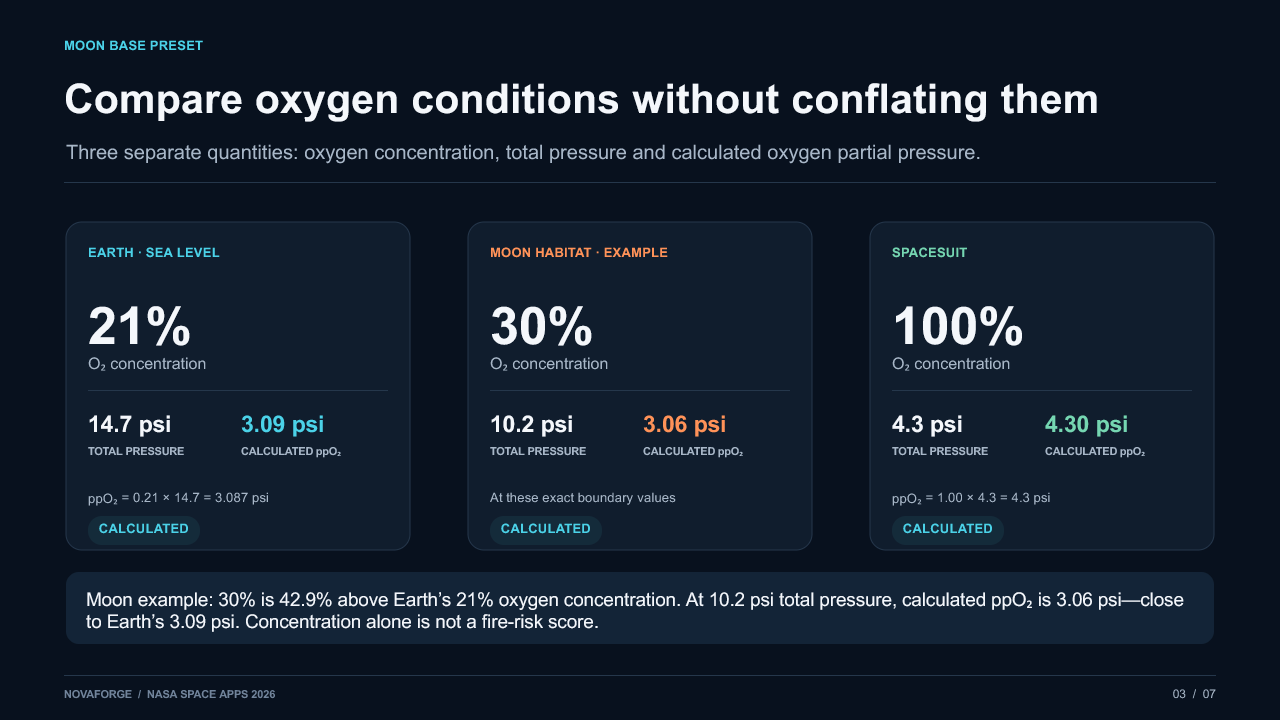 MOON BASE PRESET
Compare oxygen conditions without conflating them
Three separate quantities: oxygen concentration, total pressure and calculated oxygen partial pressure.
EARTH · SEA LEVEL
21%
O₂ concentration
14.7 psi
TOTAL PRESSURE
3.09 psi
CALCULATED ppO₂
ppO₂ = 0.21 × 14.7 = 3.087 psi
CALCULATED
MOON HABITAT · EXAMPLE
30%
O₂ concentration
10.2 psi
TOTAL PRESSURE
3.06 psi
CALCULATED ppO₂
At these exact boundary values
CALCULATED
SPACESUIT
100%
O₂ concentration
4.3 psi
TOTAL PRESSURE
4.30 psi
CALCULATED ppO₂
ppO₂ = 1.00 × 4.3 = 4.3 psi
CALCULATED
Moon example: 30% is 42.9% above Earth’s 21% oxygen concentration. At 10.2 psi total pressure, calculated ppO₂ is 3.06 psi—close
to Earth’s 3.09 psi. Concentration alone is not a fire-risk score.
NOVAFORGE / NASA SPACE APPS 2026
03 / 07